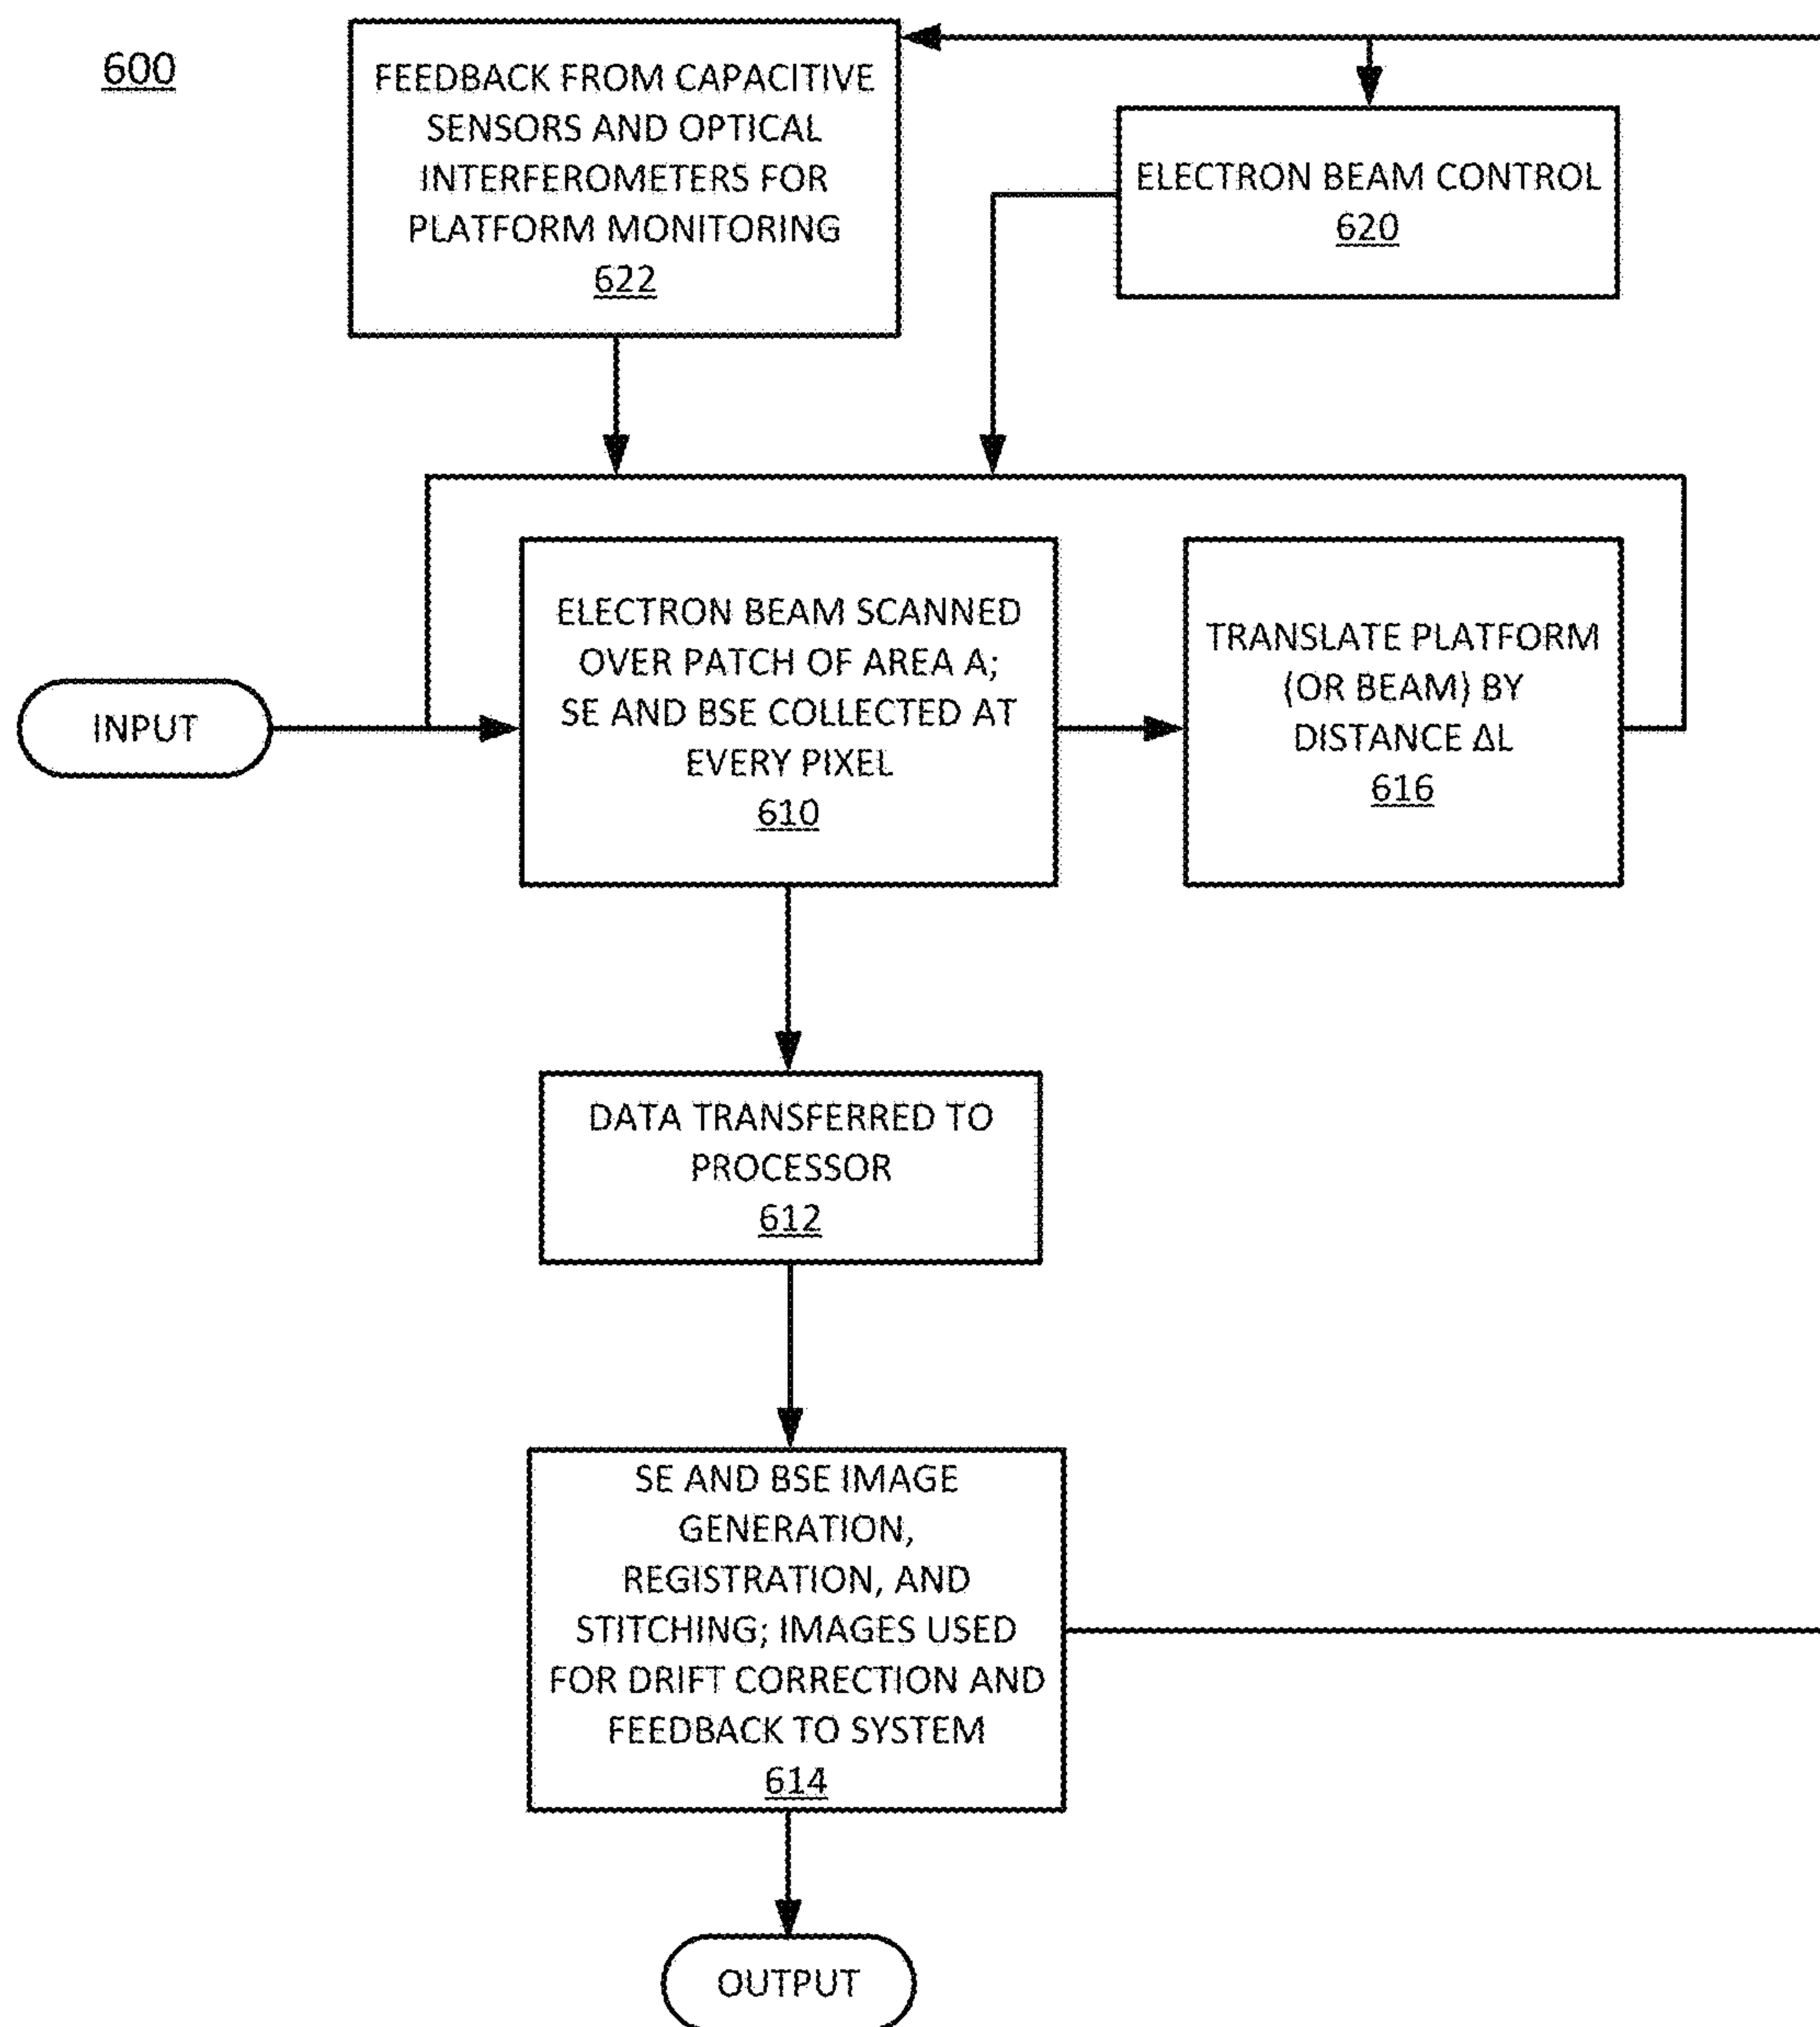 600
FEEDBACK FROM CAPACITIVE
SENSORS AND OPTICAL
INTERFEROMETERS FOR
PLATFORM MONITORING
622
ELECTRON BEAM CONTROL
620
INPUT
ELECTRON BEAM SCANNED
OVER PATCH OF AREA A;
SE AND BSE COLLECTED AT
EVERY PIXEL
610
TRANSLATE PLATFORM
(OR BEAM) BY
DISTANCE ΔL
616
DATA TRANSFERRED TO
PROCESSOR
612
SE AND BSE IMAGE
GENERATION,
REGISTRATION, AND
STITCHING; IMAGES USED
FOR DRIFT CORRECTION AND
FEEDBACK TO SYSTEM
614
OUTPUT